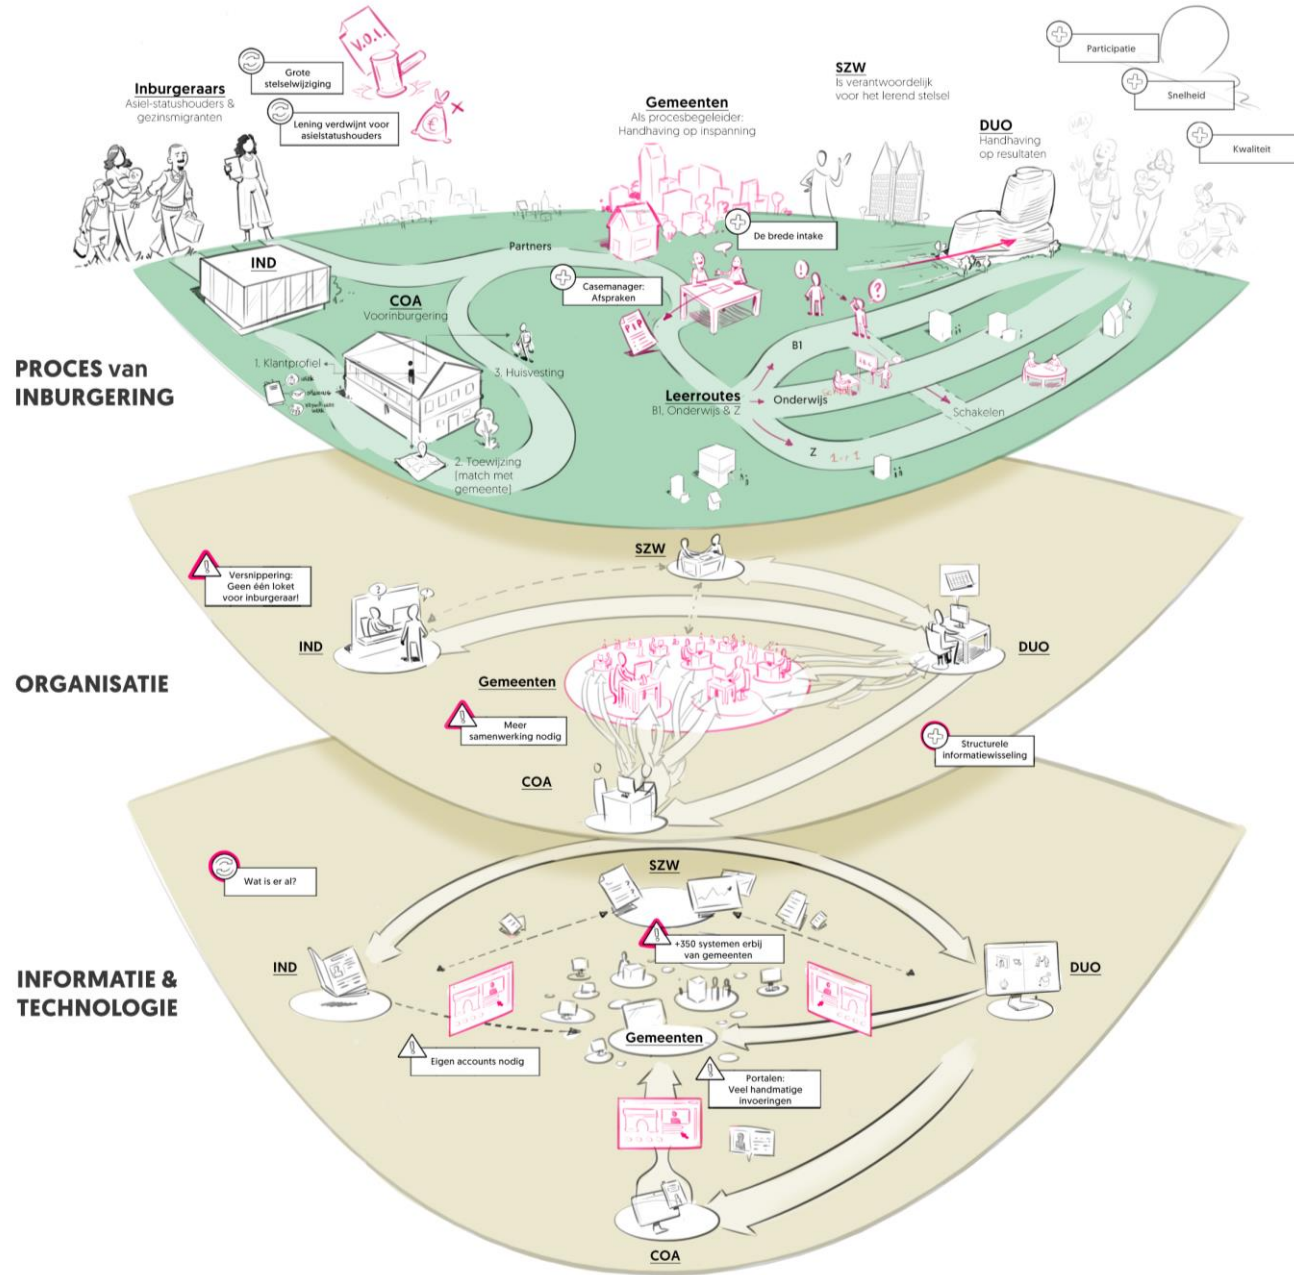 V.O.I.
Grote
stelselwijziging
Lening verdwijnt voor
asielstatushouders
Inburgeraars
Asiel-statushouders &
gezinsmigranten
Gemeenten
Als procesbegeleider:
Handhaving op inspanning
SZW
Is verantwoordelijk
voor het lerend stelsel
DUO
Handhaving
op resultaten
Participatie
Snelheid
Kwaliteit
De brede intake
Partners
IND
COA
Voorinburgering
Casemanager:
Afspraken
PIP
1. Klantprofiel
3. Huisvesting
2. Toewijzing
(match met
gemeente)
B1
Leerroutes
B1, Onderwijs & Z
Onderwijs
Schakelen
Z
PROCES van
INBURGERING
SZW
Versnippering:
Geen één loket
voor inburgeraar!
IND
DUO
ORGANISATIE
Gemeenten
Meer
samenwerking nodig
Structurele
informatiewisseling
COA
Wat is er al?
SZW
+350 systemen erbij
van gemeenten
IND
DUO
INFORMATIE &
TECHNOLOGIE
Gemeenten
Eigen accounts nodig
Portalen:
Veel handmatige
invoeringen
COA